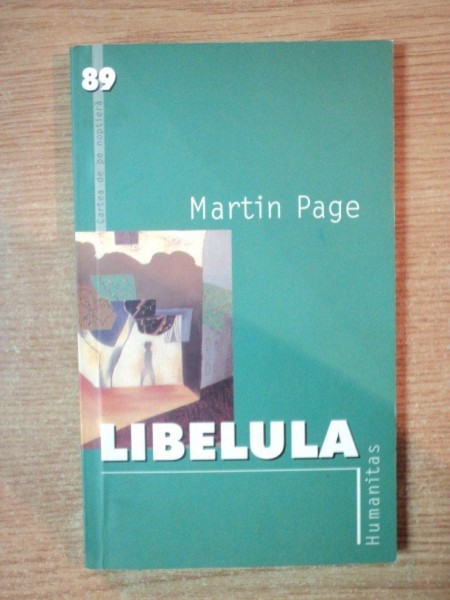 89
Cartea de pe noptieră
Martin Page
LIBELULA
Humanitas